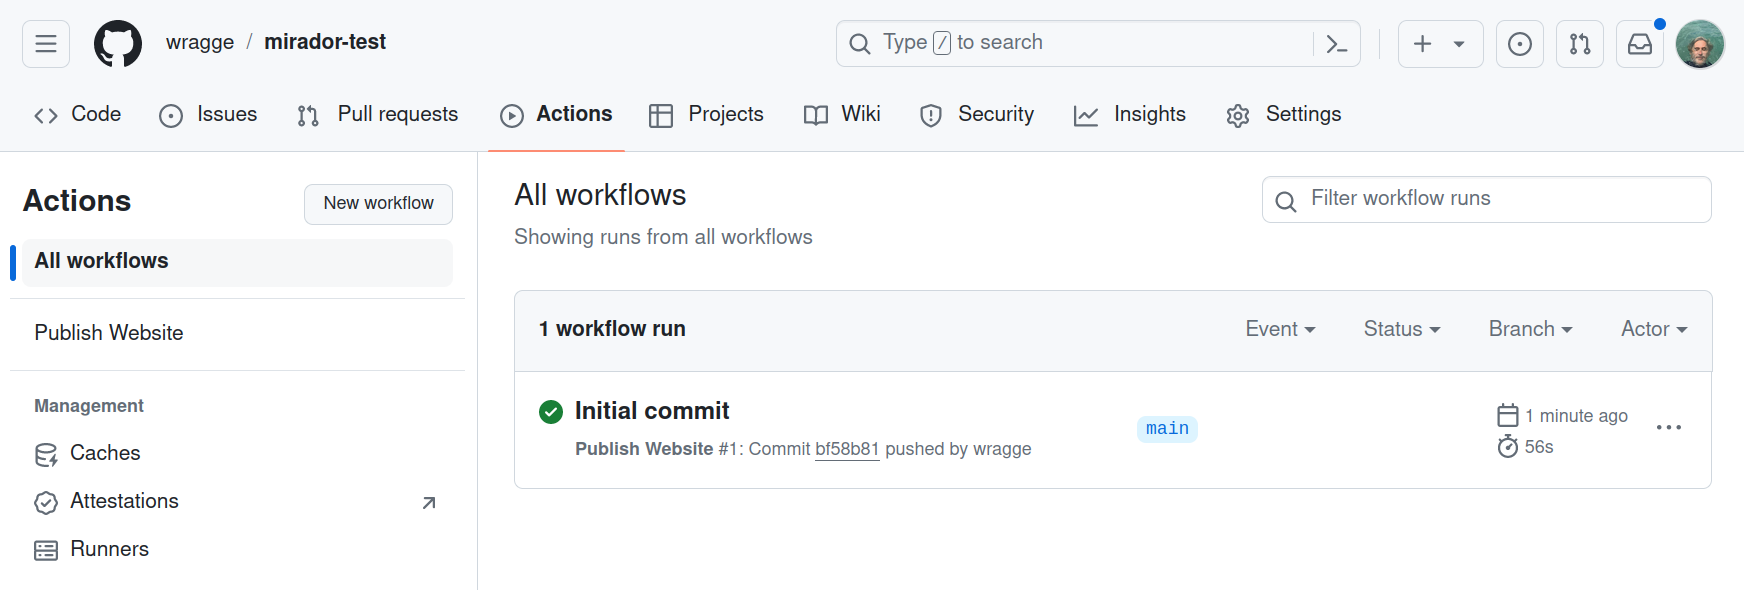 wragge / mirador-test
Type / to search
Code Issues Pull requests Actions Projects Wiki Security Insights Settings
Actions
New workflow
All workflows
Publish Website
Management
Caches
Attestations
Runners
All workflows
Showing runs from all workflows
Filter workflow runs
1 workflow run
Event Status Branch Actor
Initial commit
Publish Website #1: Commit bf58b81 pushed by wragge
main
1 minute ago
56s